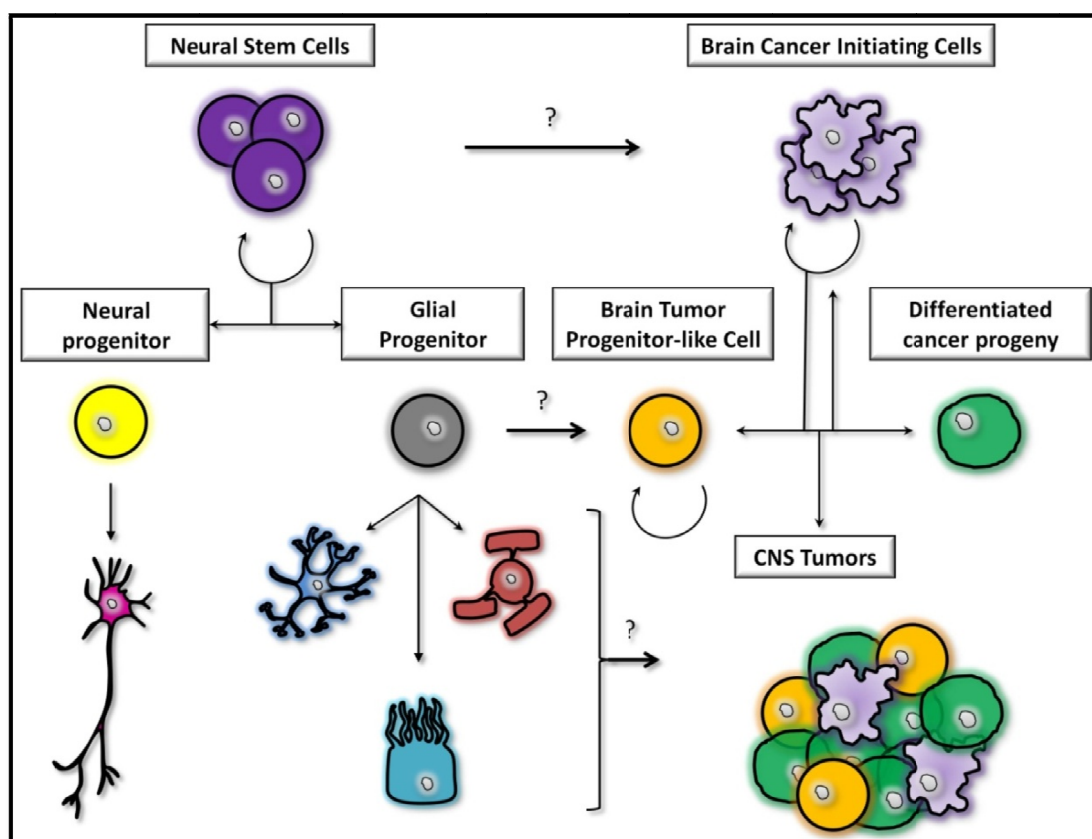 Neural Stem Cells
Brain Cancer Initiating Cells
?
Neural
progenitor
Glial
Progenitor
Brain Tumor
Progenitor-like Cell
Differentiated
cancer progeny
?
CNS Tumors
?